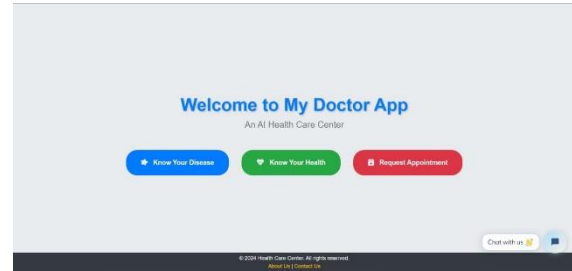 Welcome to My Doctor App
An AI Health Care Center
Know Your Disease
Know Your Health
Request Appointment
Chat with us 👋
© 2024 Health Care Center. All rights reserved.
About Us | Contact Us